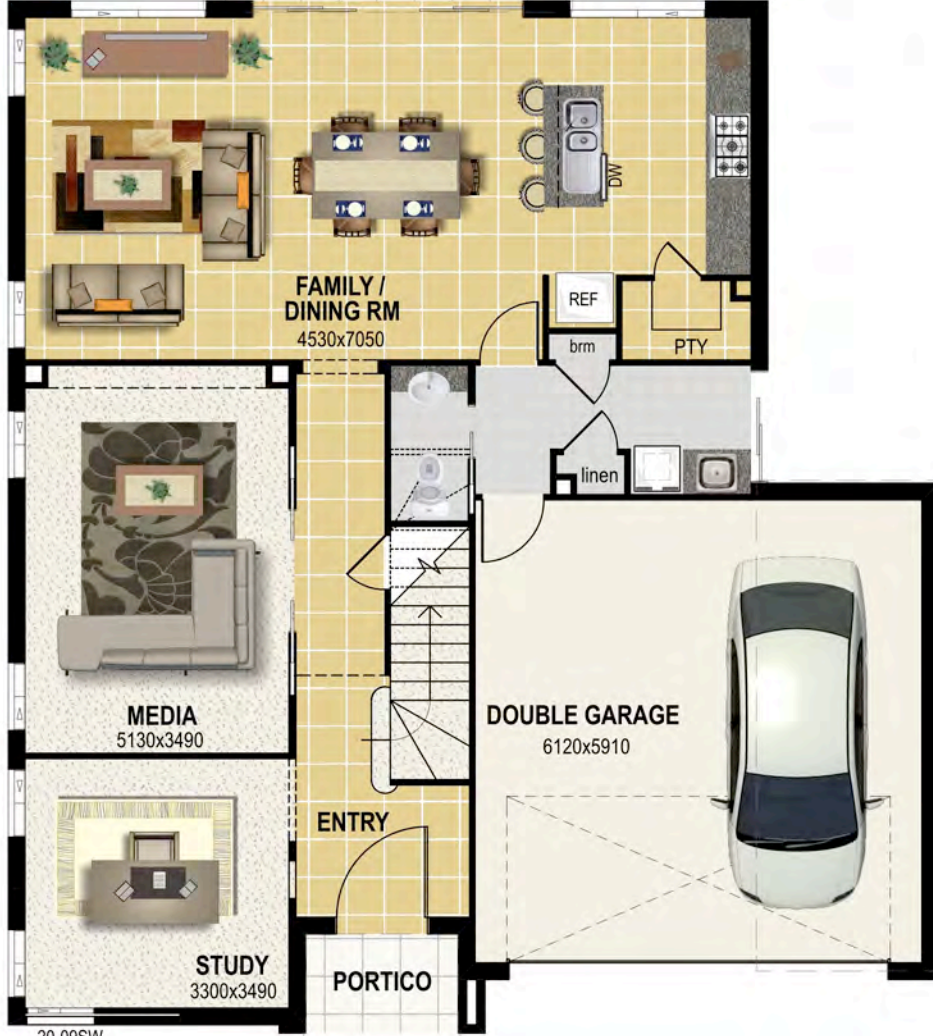 DW
FAMILY /
DINING RM
4530x7050
REF
brm
PTY
linen
MEDIA
5130x3490
DOUBLE GARAGE
6120x5910
ENTRY
STUDY
3300x3490
PORTICO